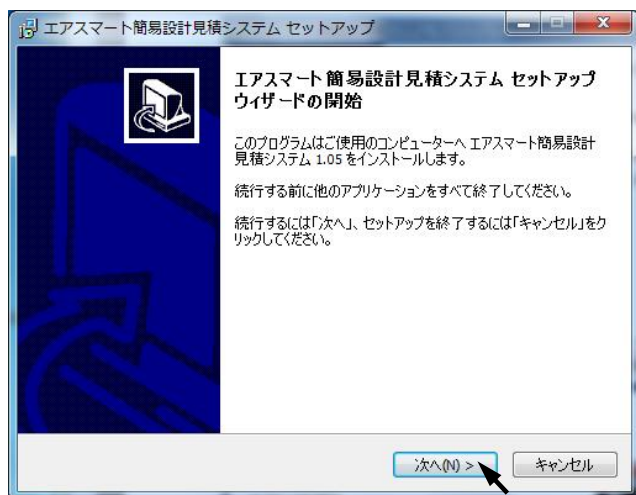 エアスマート簡易設計見積システム セットアップ
エアスマート簡易設計見積システム セットアップ
ウィザードの開始
このプログラムはご使用のコンピューターへ エアスマート簡易設計
見積システム 1.05 をインストールします。
続行する前に他のアプリケーションをすべて終了してください。
続行するには「次へ」、セットアップを終了するには「キャンセル」をク
リックしてください。
次へ(N) >
キャンセル